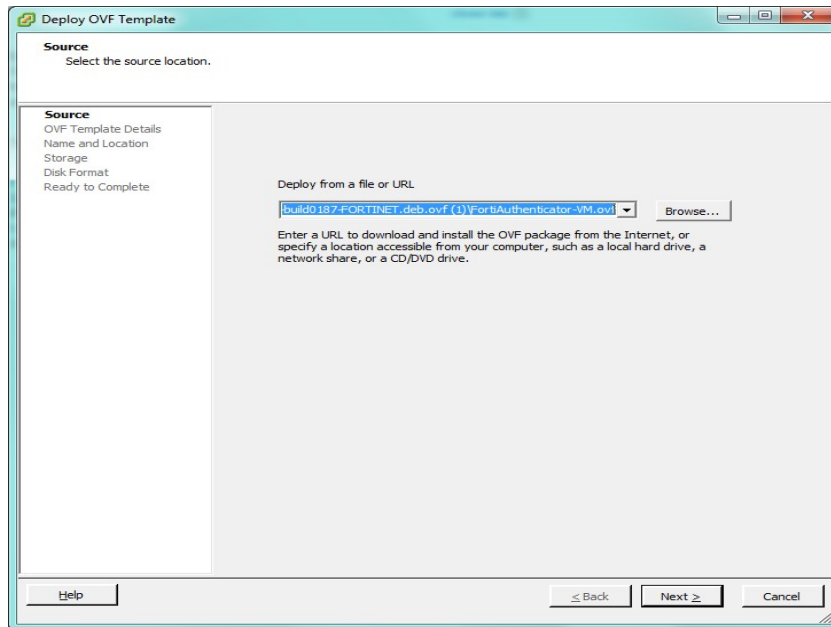 Deploy OVF Template
Source
Select the source location.
Source
OVF Template Details
Name and Location
Storage
Disk Format
Ready to Complete
Deploy from a file or URL
-build0187-FORTINET.deb.ovf (1)\FortiAuthenticator-VM.ovf
Browse...
Enter a URL to download and install the OVF package from the Internet, or
specify a location accessible from your computer, such as a local hard drive, a
network share, or a CD/DVD drive.
Help
< Back
Next >
Cancel